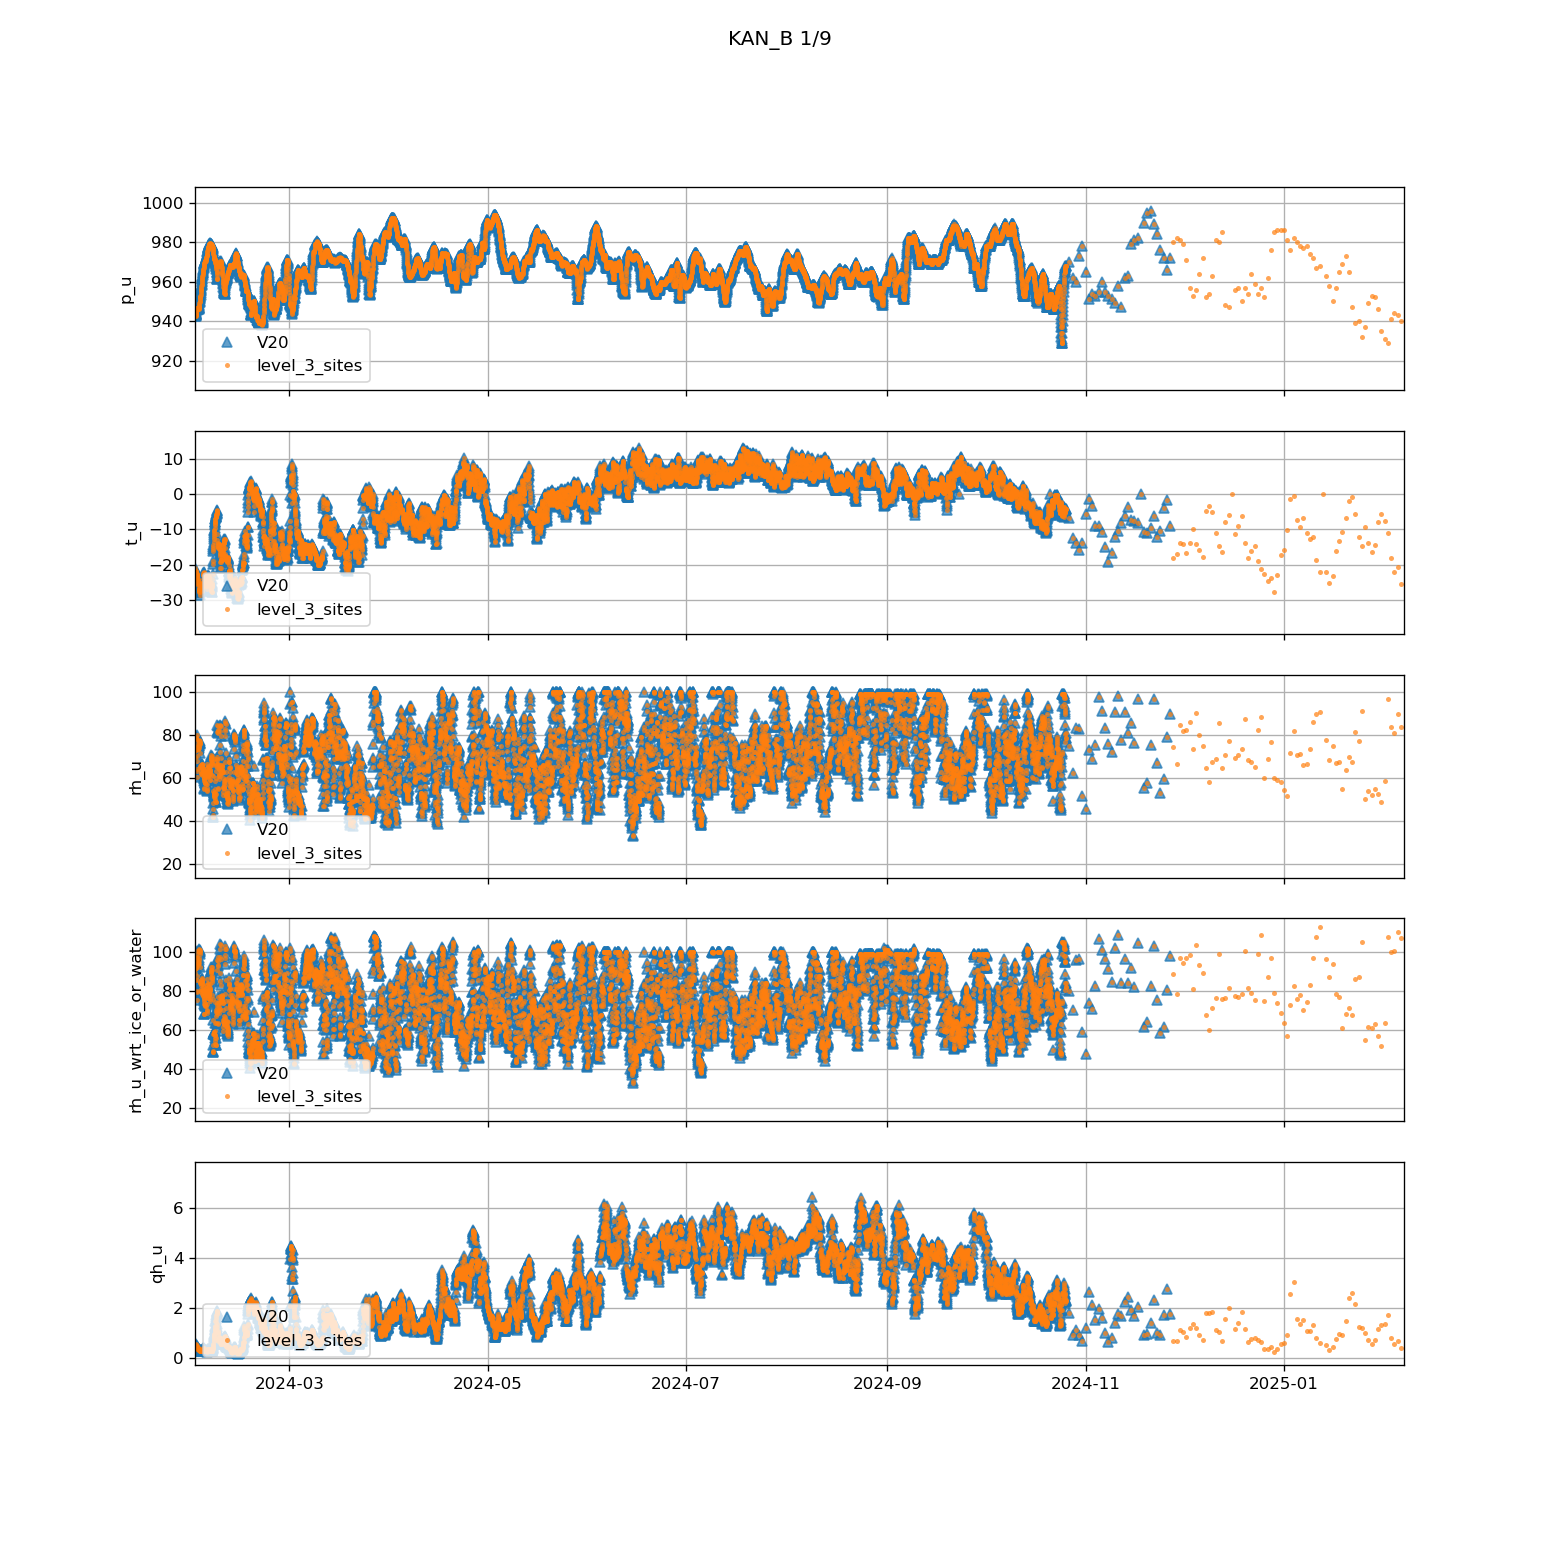 KAN_B 1/9
1000
980
960
940
920
p_u
V20
level_3_sites
10
0
−10
−20
−30
t_u
V20
level_3_sites
100
80
60
40
20
rh_u
V20
level_3_sites
100
80
60
40
20
rh_u_wrt_ice_or_water
V20
level_3_sites
6
4
2
0
qh_u
V20
level_3_sites
2024-03
2024-05
2024-07
2024-09
2024-11
2025-01